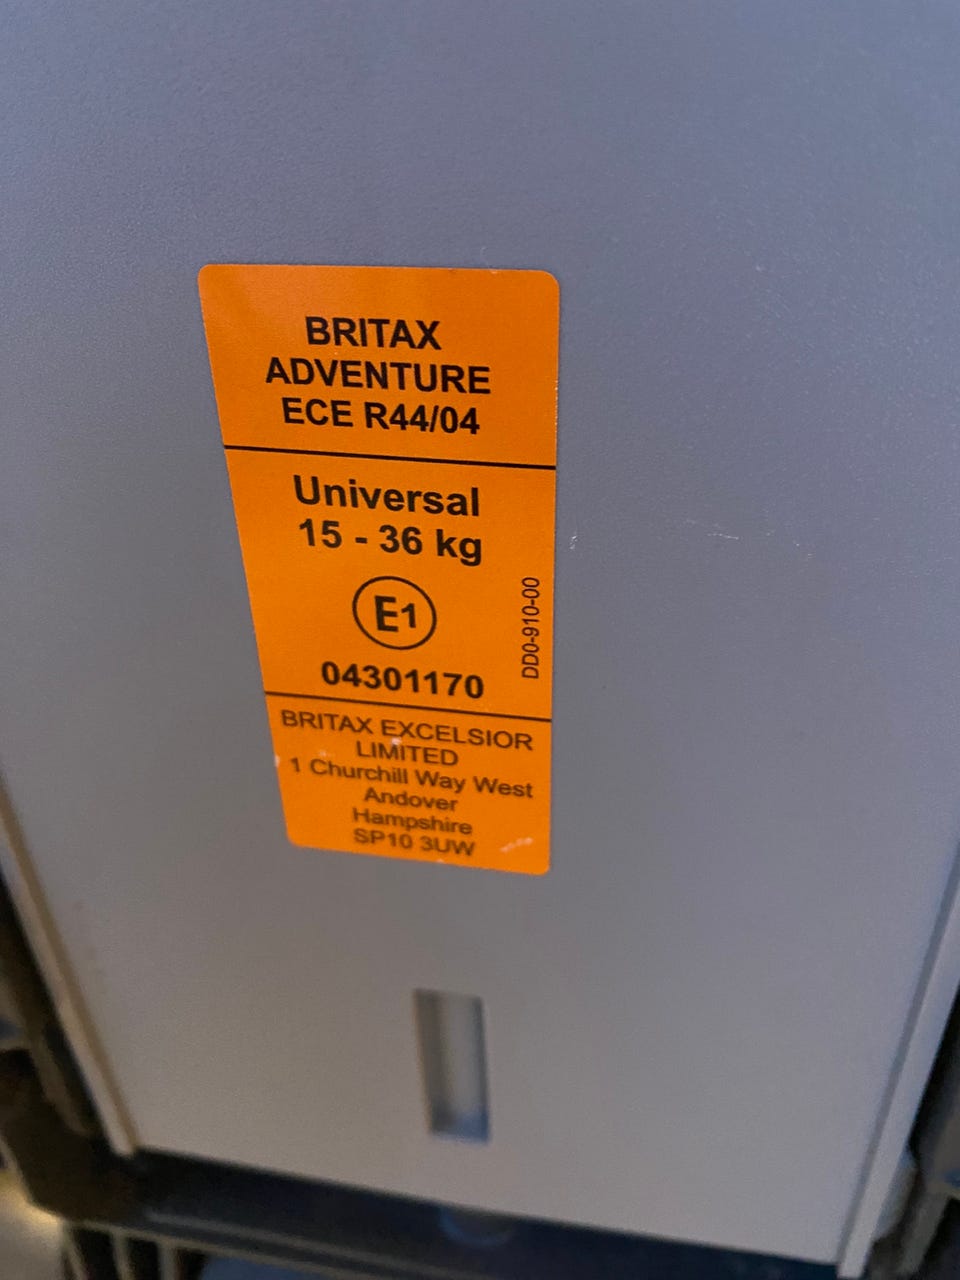 BRITAX
ADVENTURE
ECE R44/04
Universal
15 - 36 kg
E1
04301170
DD0-910-00
BRITAX EXCELSIOR
LIMITED
1 Churchill Way West
Andover
Hampshire
SP10 3UW